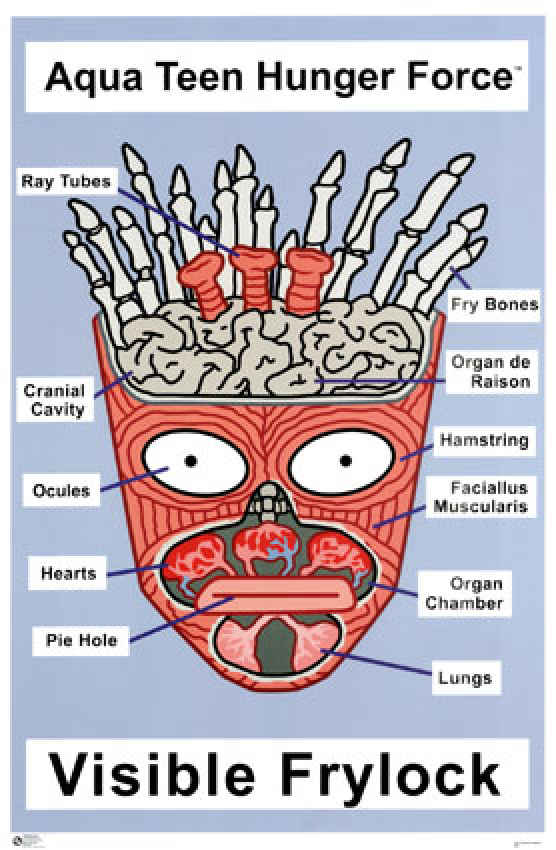 Aqua Teen Hunger Force™
Ray Tubes
Fry Bones
Organ de
Raison
Cranial
Cavity
Hamstring
Ocules
Faciallus
Muscularis
Hearts
Organ
Chamber
Pie Hole
Lungs
Visible Frylock